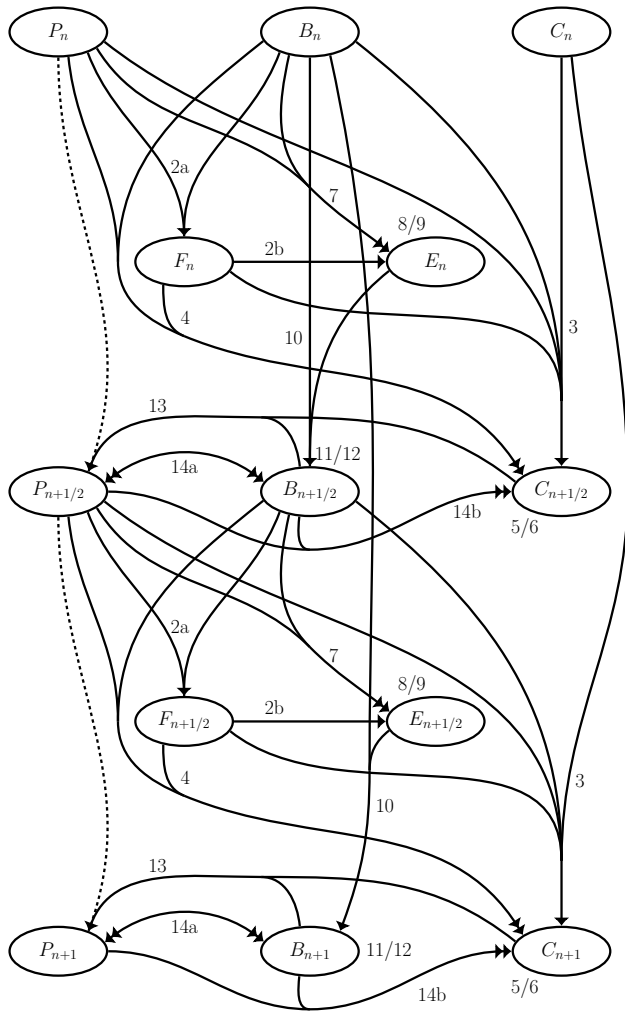 P_n B_n C_n
2a
7
8/9
F_n 2b E_n
4 3
10
13
11/12
14a
P_{n+1/2} B_{n+1/2} C_{n+1/2}
14b
5/6
2a
7
8/9
F_{n+1/2} 2b E_{n+1/2}
4 3
10
13
14a
P_{n+1} B_{n+1} 11/12 C_{n+1}
14b 5/6